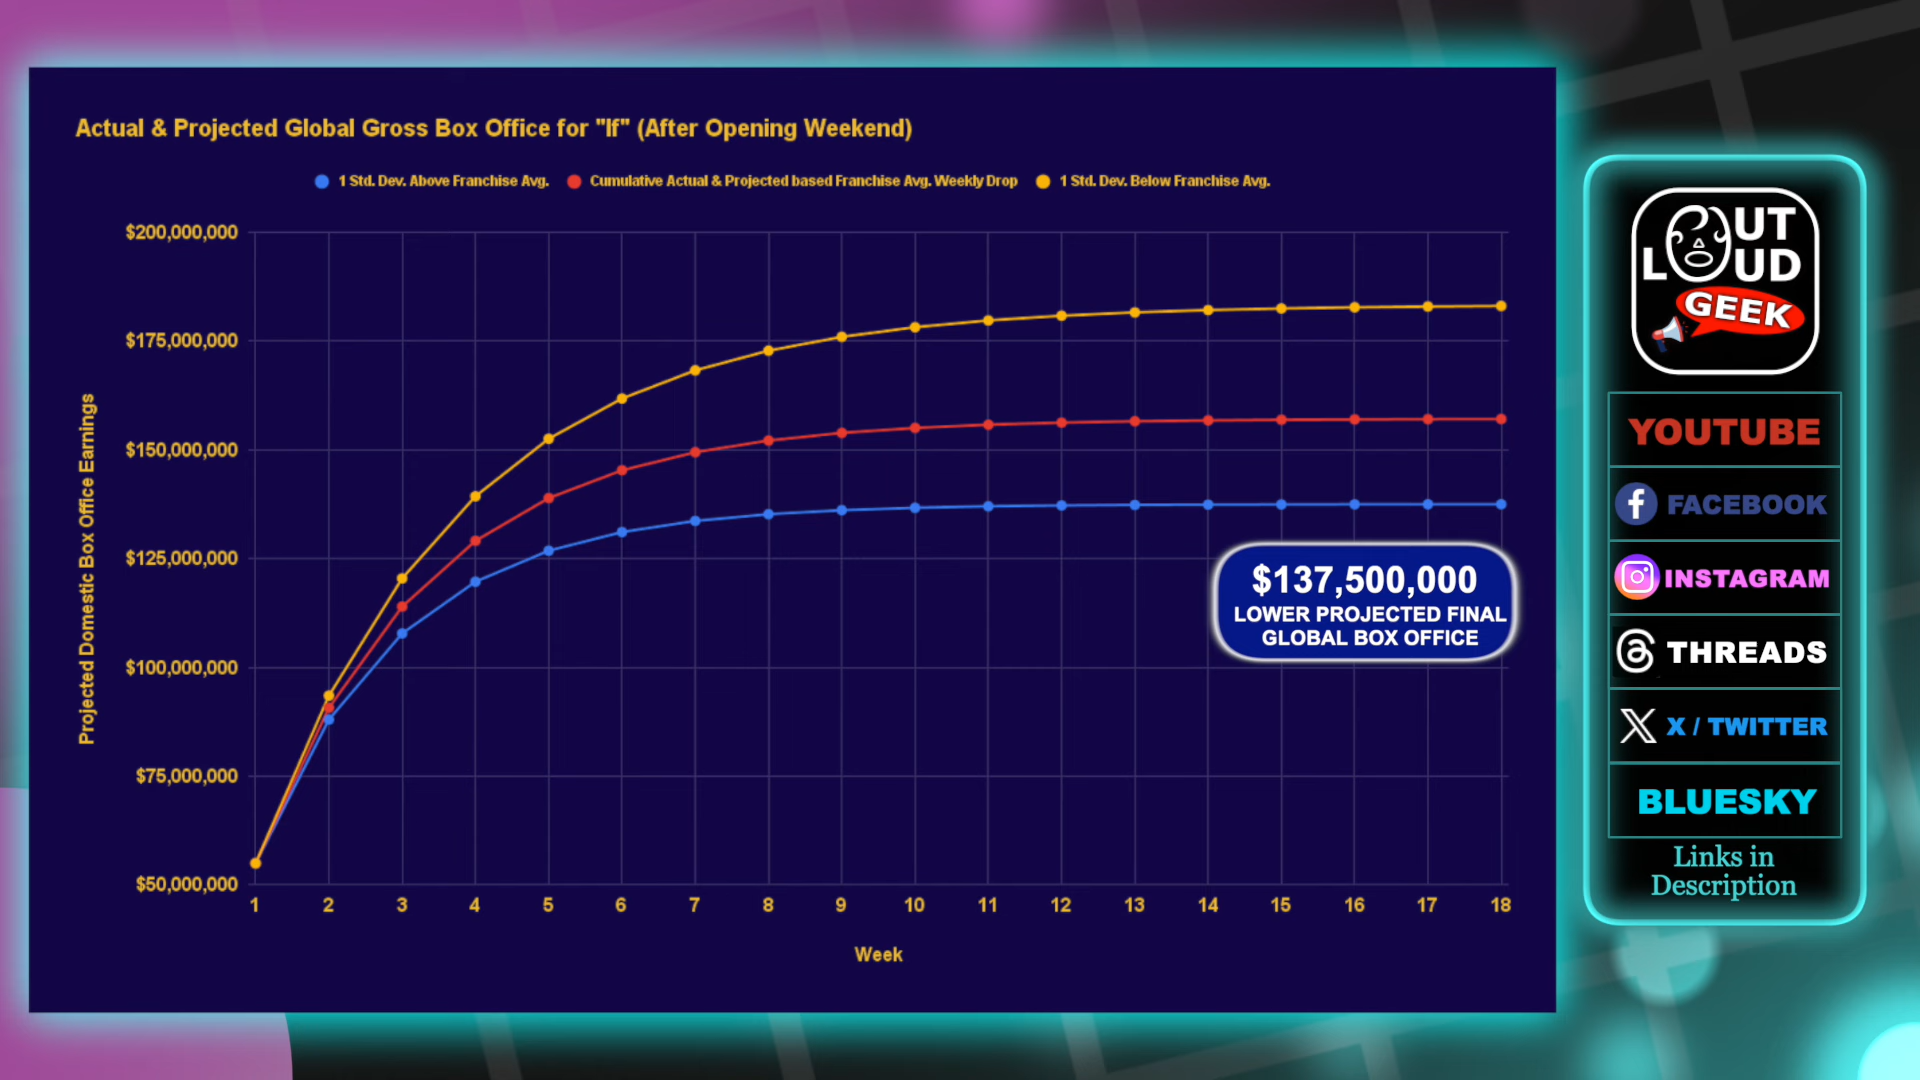 Actual & Projected Global Gross Box Office for "If" (After Opening Weekend)
1 Std. Dev. Above Franchise Avg.
Cumulative Actual & Projected based Franchise Avg. Weekly Drop
1 Std. Dev. Below Franchise Avg.
Projected Domestic Box Office Earnings
$200,000,000
$175,000,000
$150,000,000
$125,000,000
$100,000,000
$75,000,000
$50,000,000
1 2 3 4 5 6 7 8 9 10 11 12 13 14 15 16 17 18
Week
$137,500,000
LOWER PROJECTED FINAL
GLOBAL BOX OFFICE
OUT
LOUD
GEEK
YOUTUBE
FACEBOOK
INSTAGRAM
THREADS
X / TWITTER
BLUESKY
Links in
Description